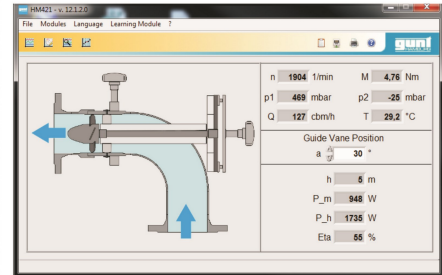 HM421 - v. 12.1.2.0
File Modules Language Learning Module ?
gunt
n 1904 1/min M 4,76 Nm
p1 469 mbar p2 -25 mbar
Q 127 cbm/h T 29,2 °C
Guide Vane Position
a 30 °
h 5 m
P_m 948 W
P_h 1735 W
Eta 55 %